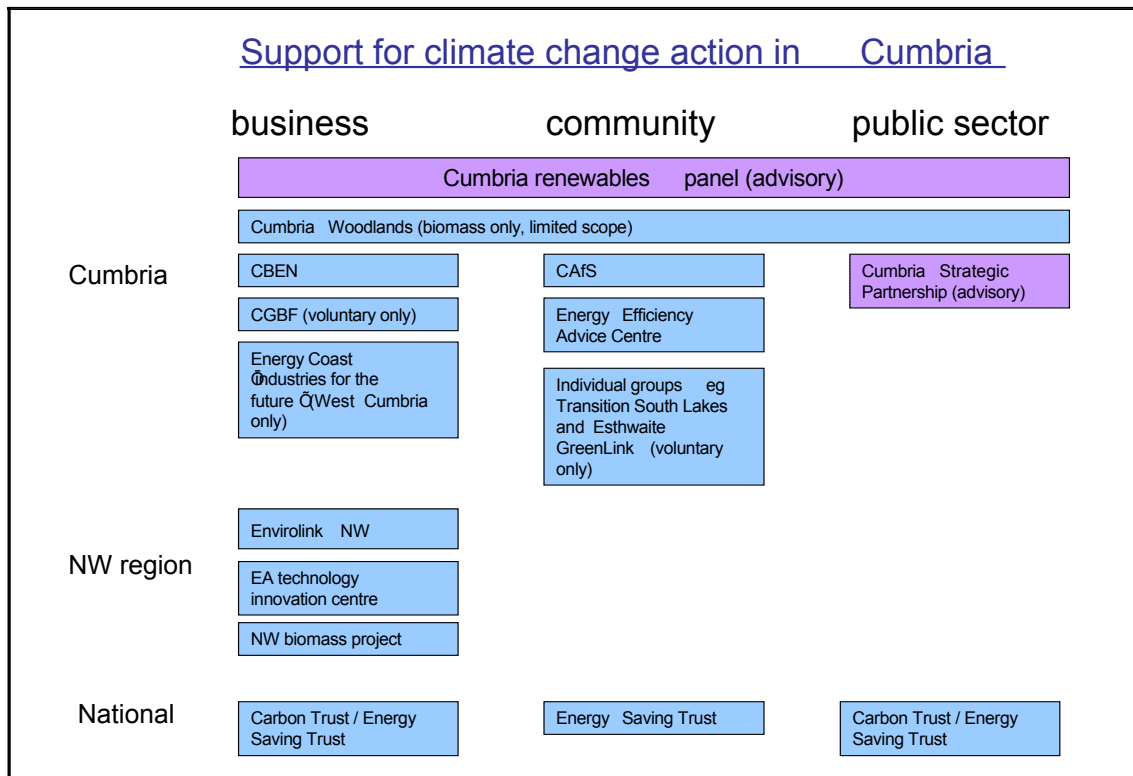 Support for climate change action in Cumbria
business community public sector
Cumbria renewables panel (advisory)
Cumbria Woodlands (biomass only, limited scope)
Cumbria
CBEN
CGBF (voluntary only)
Energy Coast
Õindustries for the
future Õ(West Cumbria
only)
CAfS
Energy Efficiency
Advice Centre
Individual groups eg
Transition South Lakes
and Esthwaite
GreenLink (voluntary
only)
Cumbria Strategic
Partnership (advisory)
NW region
Envirolink NW
EA technology
innovation centre
NW biomass project
National
Carbon Trust / Energy
Saving Trust
Energy Saving Trust
Carbon Trust / Energy
Saving Trust